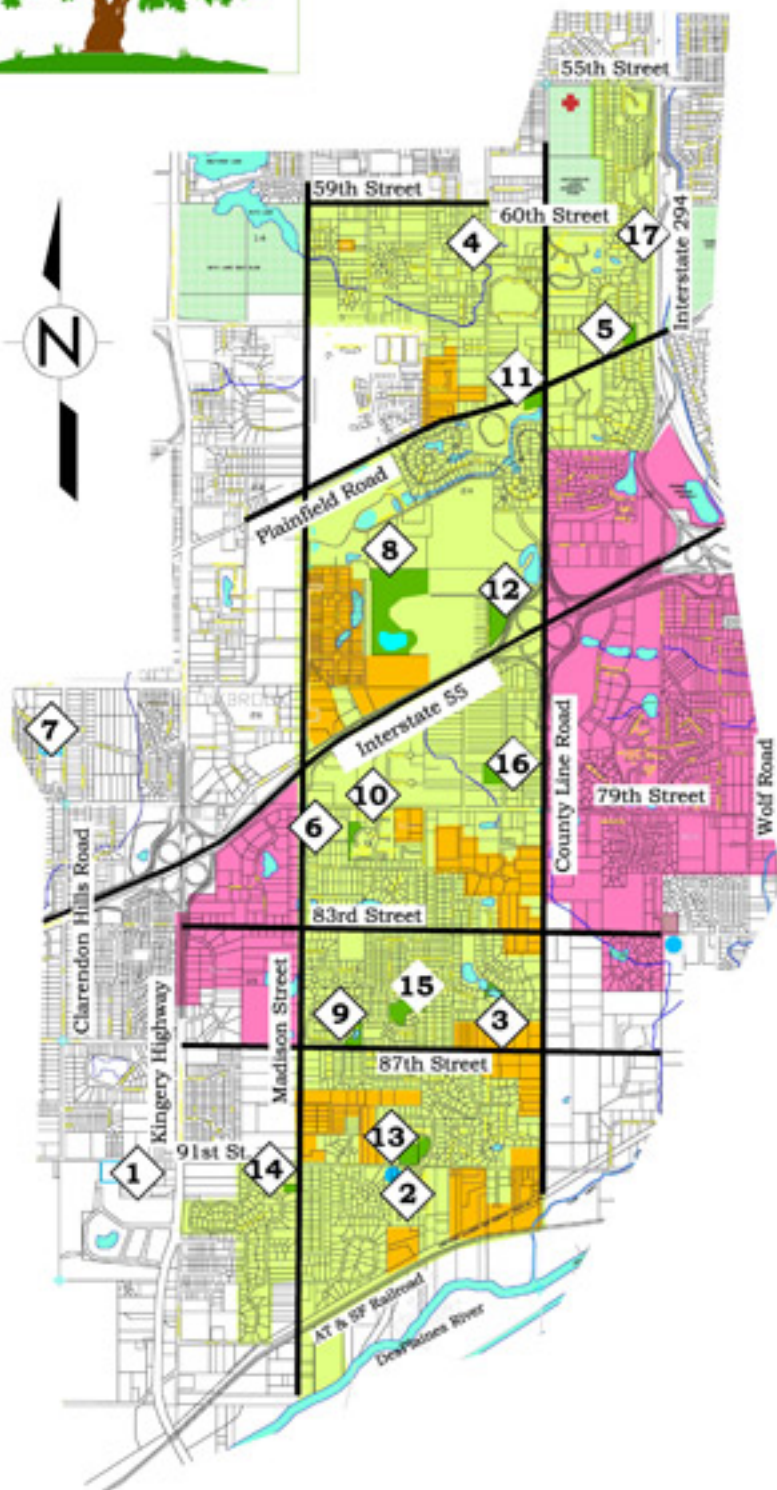 55th Street
59th Street
60th Street
4
17
Interstate 294
5
N
11
Plainfield Road
8
12
Interstate 55
7
16
10
County Line Road
79th Street
Wolf Road
6
Clarendon Hills Road
83rd Street
15
9
3
Kingery Highway
Madison Street
87th Street
13
91st St.
14
1
2
AT & SF Railroad
DesPlaines River